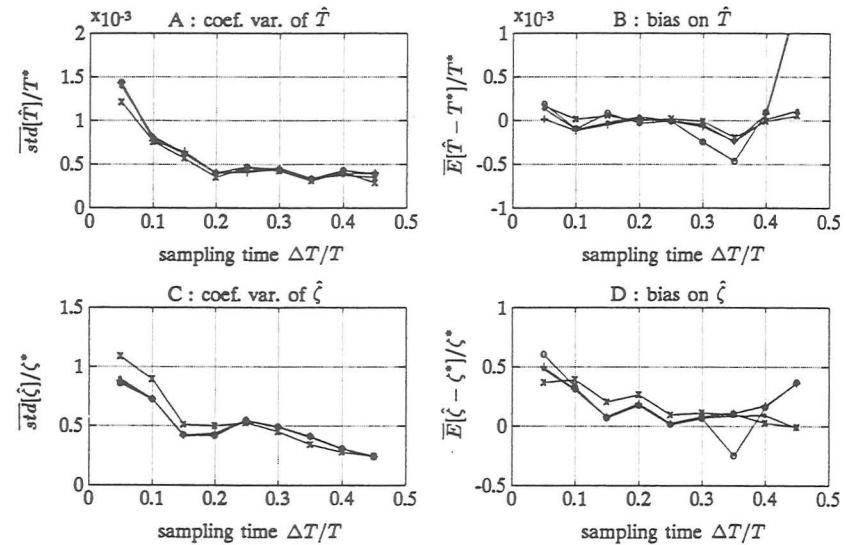 x10-3 A : coef. var. of T̂
2
1.5
1
0.5
0
std[T̂]/T*
0 0.1 0.2 0.3 0.4 0.5
sampling time ΔT/T
x10-3 B : bias on T̂
1
0.5
0
-0.5
-1
E[T̂ − T*]/T*
0 0.1 0.2 0.3 0.4 0.5
sampling time ΔT/T
C : coef. var. of ζ̂
1.5
1
0.5
0
std[ζ̂]/ζ*
0 0.1 0.2 0.3 0.4 0.5
sampling time ΔT/T
D : bias on ζ̂
1
0.5
0
-0.5
E[ζ̂ − ζ*]/ζ*
0 0.1 0.2 0.3 0.4 0.5
sampling time ΔT/T